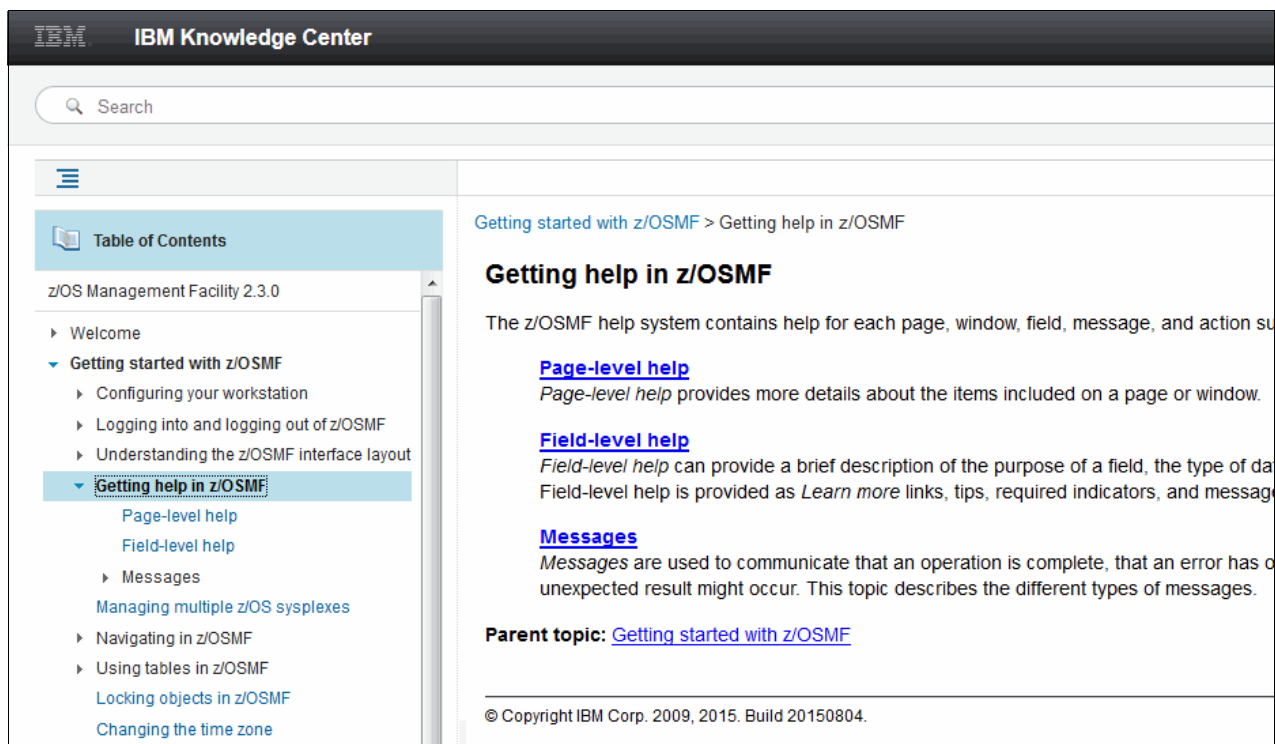 IBM
IBM Knowledge Center
Search
Table of Contents
z/OS Management Facility 2.3.0
Welcome
Getting started with z/OSMF
Configuring your workstation
Logging into and logging out of z/OSMF
Understanding the z/OSMF interface layout
Getting help in z/OSMF
Page-level help
Field-level help
Messages
Managing multiple z/OS sysplexes
Navigating in z/OSMF
Using tables in z/OSMF
Locking objects in z/OSMF
Changing the time zone
Getting started with z/OSMF > Getting help in z/OSMF
Getting help in z/OSMF
The z/OSMF help system contains help for each page, window, field, message, and action su
Page-level help
Page-level help provides more details about the items included on a page or window.
Field-level help
Field-level help can provide a brief description of the purpose of a field, the type of da
Field-level help is provided as Learn more links, tips, required indicators, and messag
Messages
Messages are used to communicate that an operation is complete, that an error has o
unexpected result might occur. This topic describes the different types of messages.
Parent topic: Getting started with z/OSMF
© Copyright IBM Corp. 2009, 2015. Build 20150804.